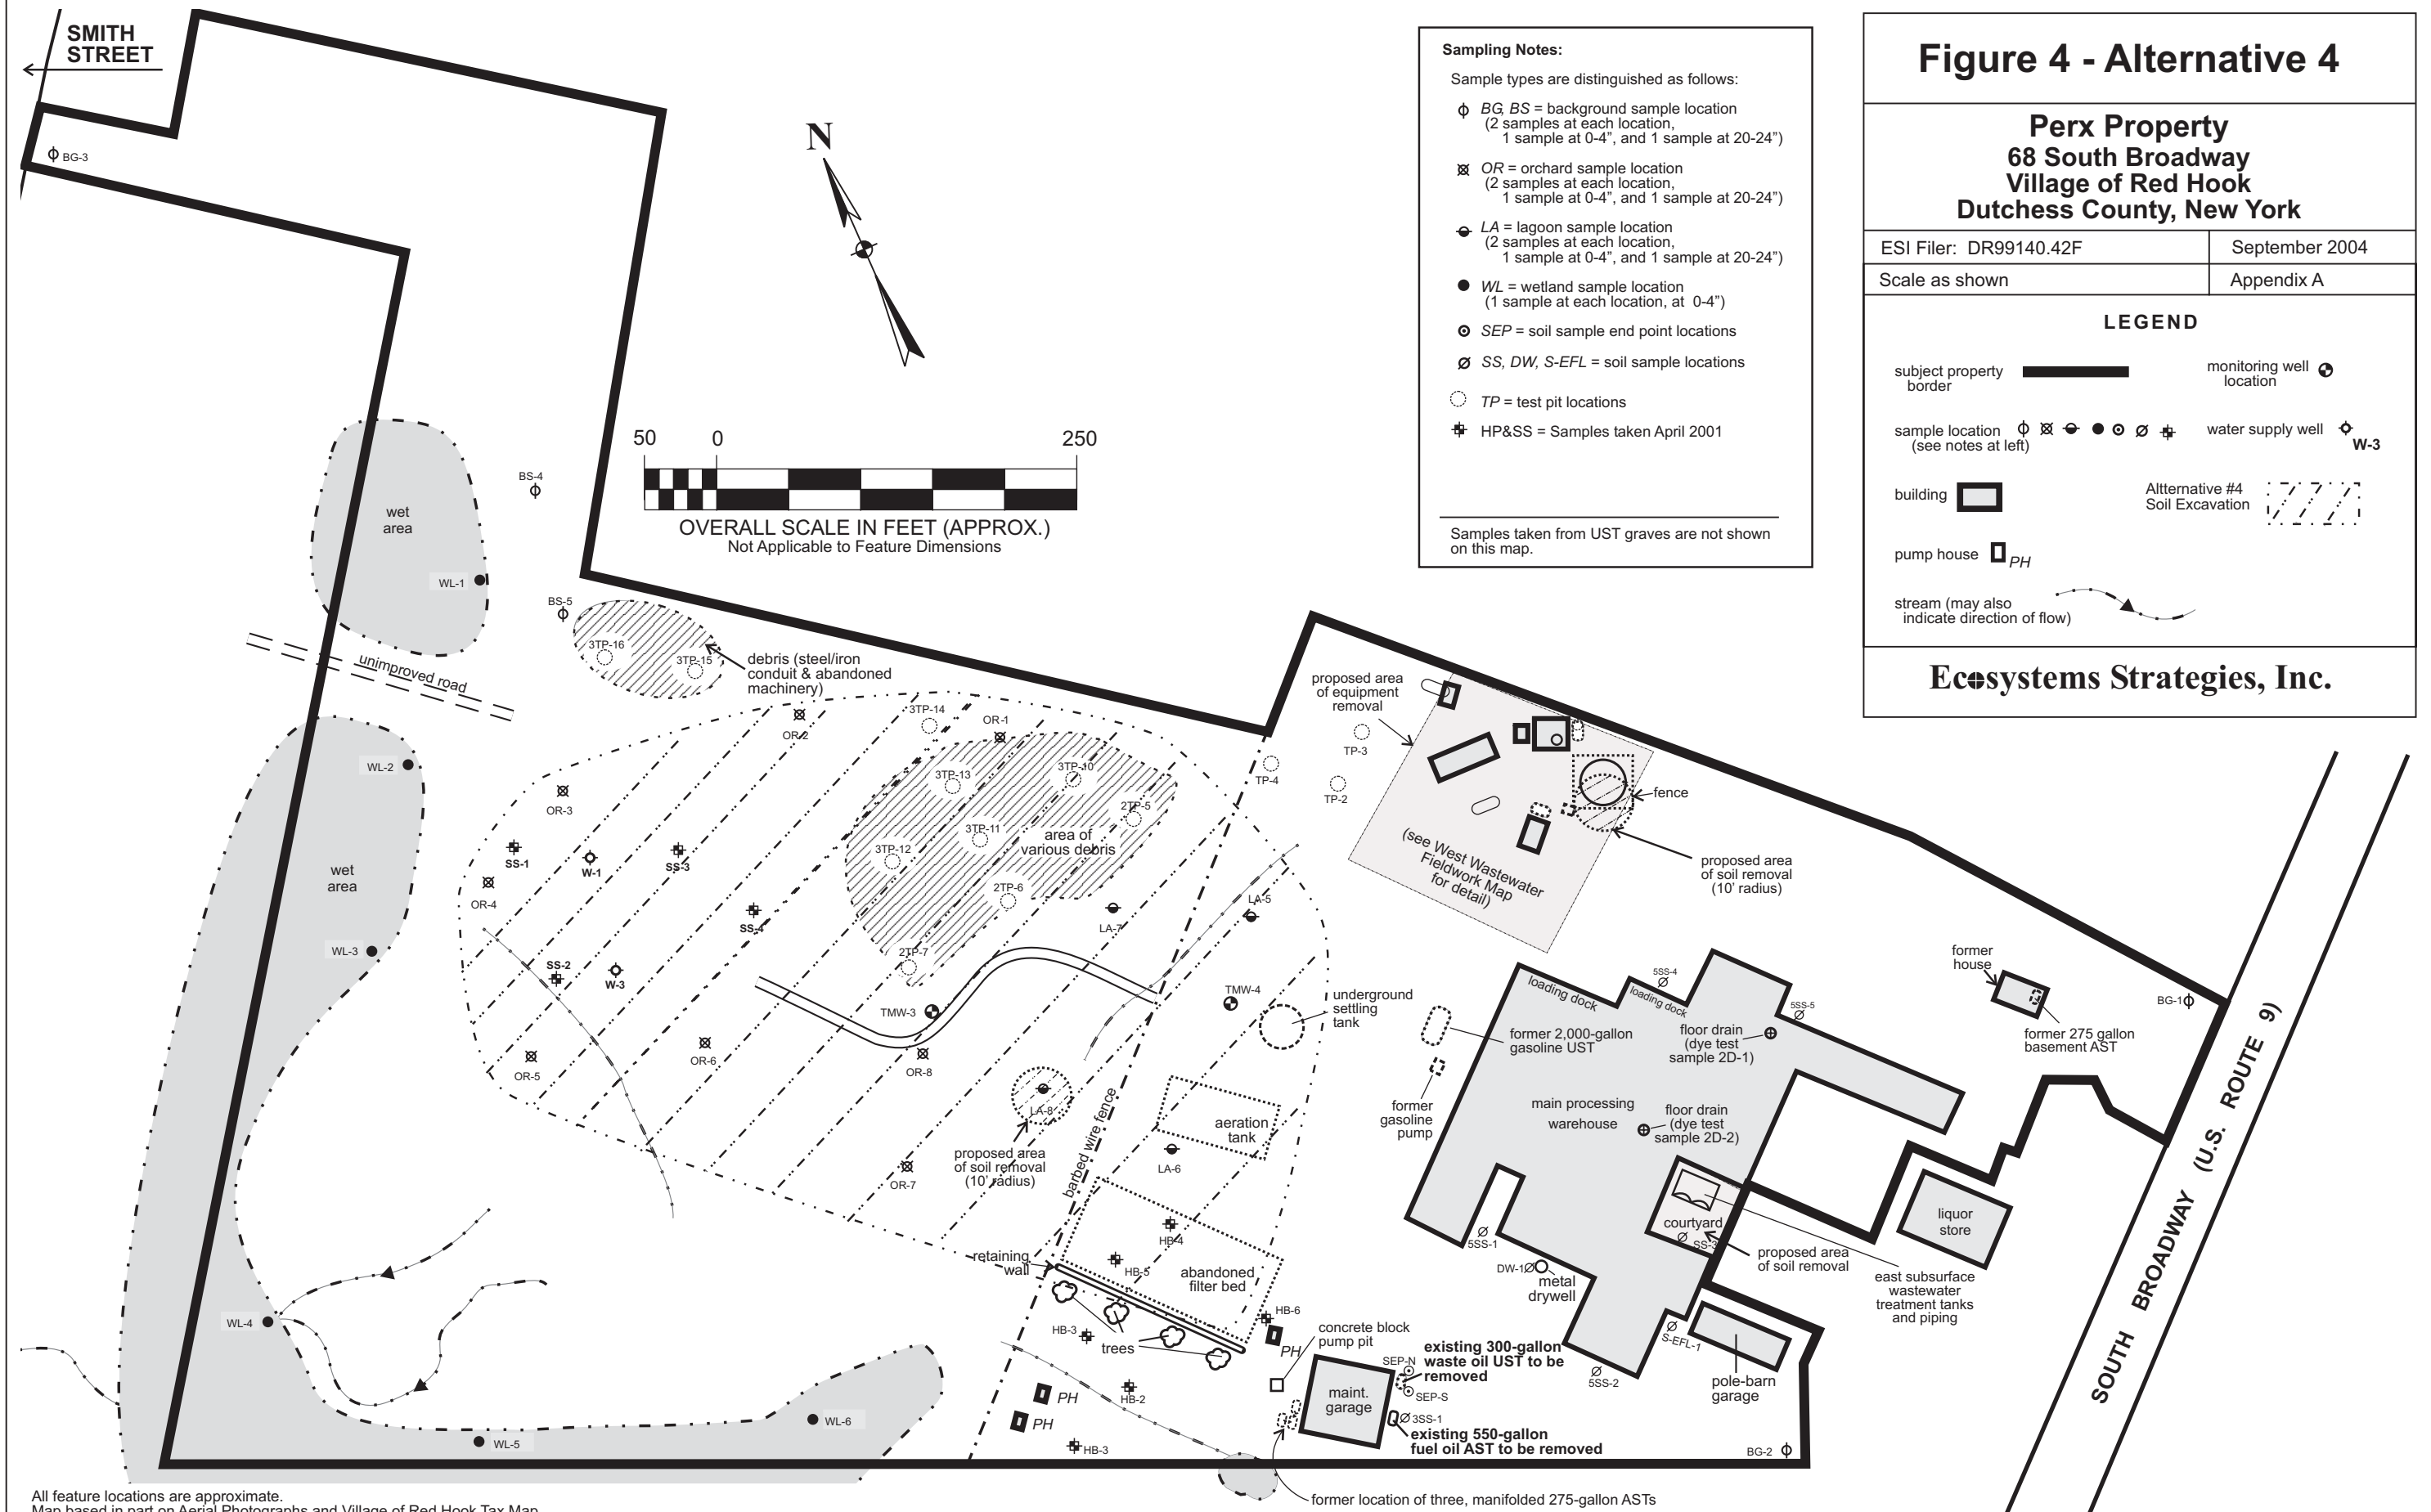 SMITH
STREET
BG-3
N
50 0 250
OVERALL SCALE IN FEET (APPROX.)
Not Applicable to Feature Dimensions
Sampling Notes:
Sample types are distinguished as follows:
BG, BS = background sample location
(2 samples at each location,
1 sample at 0-4”, and 1 sample at 20-24”)
OR = orchard sample location
(2 samples at each location,
1 sample at 0-4”, and 1 sample at 20-24”)
LA = lagoon sample location
(2 samples at each location,
1 sample at 0-4”, and 1 sample at 20-24”)
WL = wetland sample location
(1 sample at each location, at 0-4”)
SEP = soil sample end point locations
SS, DW, S-EFL = soil sample locations
TP = test pit locations
HP&SS = Samples taken April 2001
Samples taken from UST graves are not shown
on this map.
Figure 4 - Alternative 4
Perx Property
68 South Broadway
Village of Red Hook
Dutchess County, New York
ESI Filer: DR99140.42F
September 2004
Scale as shown
Appendix A
LEGEND
subject property
border
monitoring well
location
sample location
(see notes at left)
water supply well
W-3
building
Altternative #4
Soil Excavation
pump house
PH
stream (may also
indicate direction of flow)
Ecosystems Strategies, Inc.
BS-4
wet
area
WL-1
BS-5
3TP-16
3TP-15
debris (steel/iron
conduit & abandoned
machinery)
unimproved road
WL-2
wet
area
WL-3
OR-2
3TP-14
OR-1
OR-3
3TP-13
3TP-10
2TP-5
SS-1
W-1
SS-3
3TP-12
3TP-11
area of
various debris
OR-4
SS-4
2TP-6
LA-7
LA-5
SS-2
W-3
2TP-7
TMW-3
TMW-4
underground
settling
tank
OR-5
OR-6
OR-8
LA-8
proposed area
of soil removal
(10’ radius)
OR-7
barbed wire fence
aeration
tank
LA-6
HB-4
HB-5
retaining
wall
abandoned
filter bed
HB-6
PH
HB-3
trees
HB-2
PH
PH
HB-3
WL-4
WL-5
WL-6
proposed area
of equipment
removal
TP-3
TP-4
TP-2
fence
(see West Wastewater
Fieldwork Map
for detail)
proposed area
of soil removal
(10’ radius)
former 2,000-gallon
gasoline UST
former
gasoline
pump
loading dock
loading dock
5SS-4
5SS-5
floor drain
(dye test
sample 2D-1)
main processing
warehouse
floor drain
(dye test
sample 2D-2)
former
house
BG-1
former 275 gallon
basement AST
courtyard
SS-3
proposed area
of soil removal
liquor
store
east subsurface
wastewater
treatment tanks
and piping
5SS-1
DW-1
metal
drywell
S-EFL-1
5SS-2
pole-barn
garage
concrete block
pump pit
maint.
garage
SEP-N
existing 300-gallon
waste oil UST to be
removed
SEP-S
3SS-1
existing 550-gallon
fuel oil AST to be removed
BG-2
SOUTH BROADWAY (U.S. ROUTE 9)
former location of three, manifolded 275-gallon ASTs
All feature locations are approximate.
Map based in part on Aerial Photographs and Village of Red Hook Tax Map